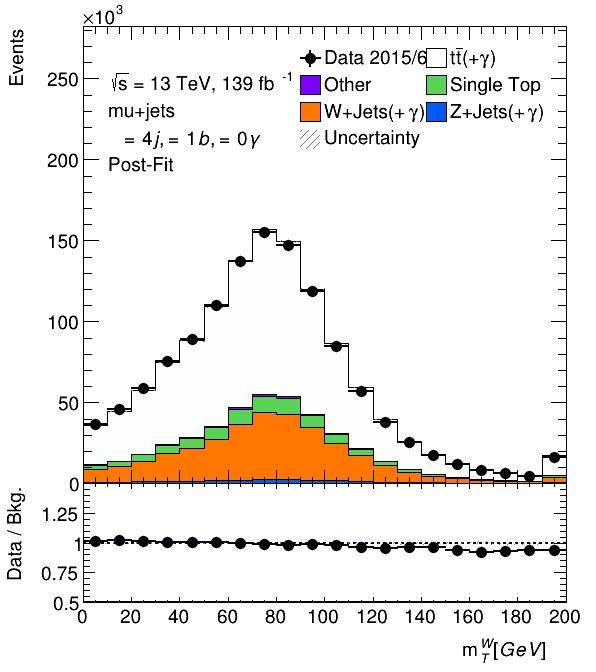 ×10³
Events
250
200
150
100
50
0
√s = 13 TeV, 139 fb⁻¹
mu+jets
= 4j, = 1b, = 0γ
Post-Fit
Data 2015/6
tt̄(+γ)
Other
Single Top
W+Jets(+γ)
Z+Jets(+γ)
Uncertainty
Data / Bkg.
1.25
1
0.75
0.5
0 20 40 60 80 100 120 140 160 180 200
m_T^W [GeV]